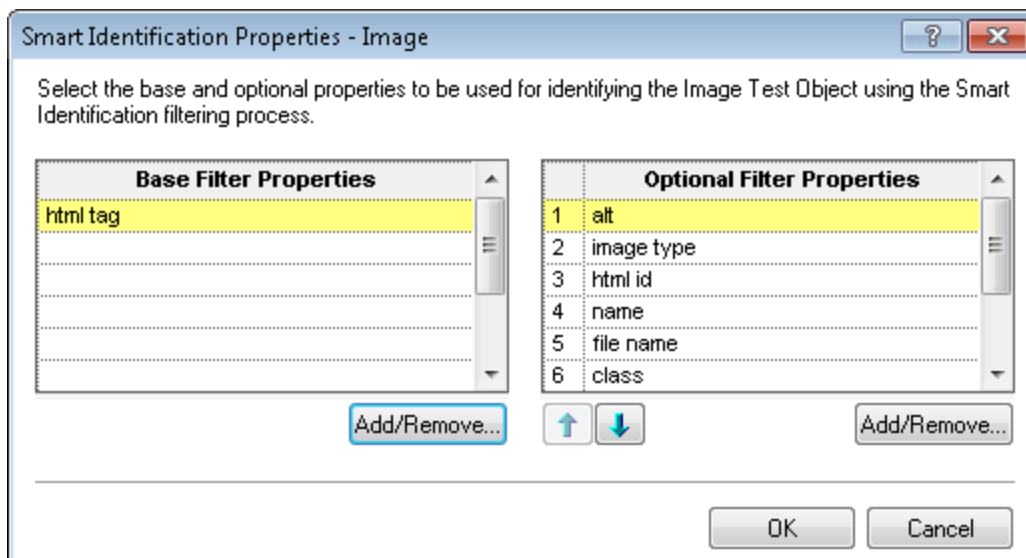 Smart Identification Properties - Image
Select the base and optional properties to be used for identifying the Image Test Object using the Smart
Identification filtering process.
Base Filter Properties
html tag
Optional Filter Properties
1 alt
2 image type
3 html id
4 name
5 file name
6 class
Add/Remove...
Add/Remove...
OK
Cancel